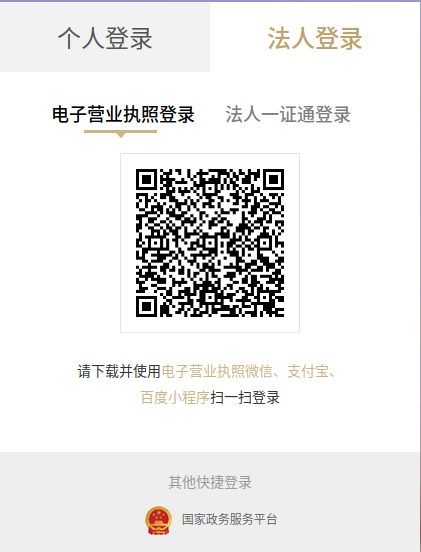 个人登录
法人登录
电子营业执照登录
法人一证通登录
请下载并使用电子营业执照微信、支付宝、
百度小程序扫一扫登录
其他快捷登录
国家政务服务平台